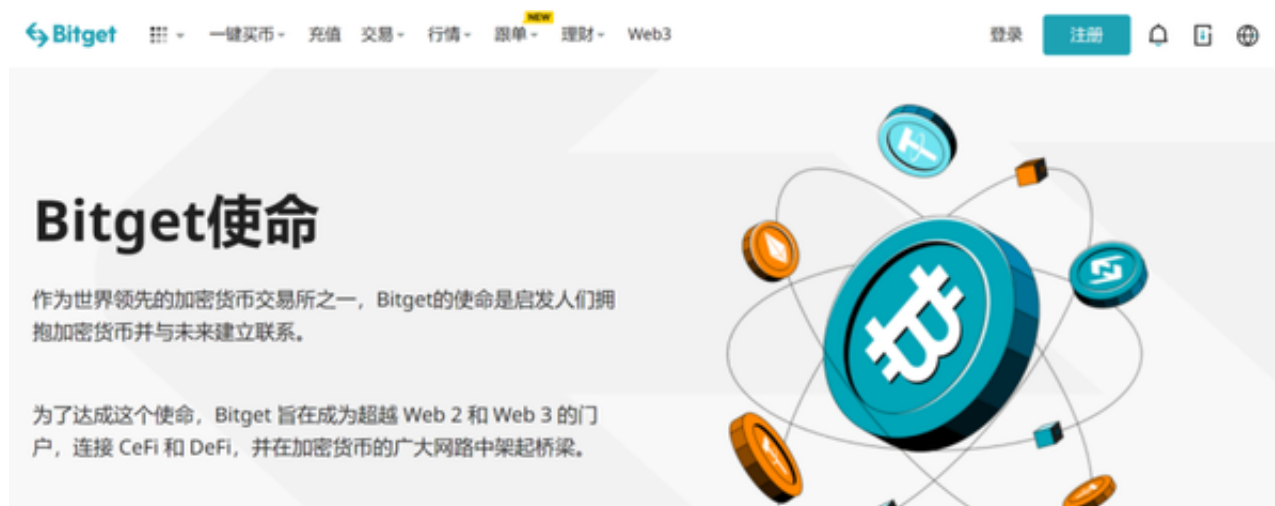 Bitget 一键买币 充值 交易 行情 跟单 NEW 理财 Web3 登录 注册
Bitget使命
作为世界领先的加密货币交易所之一，Bitget的使命是启发人们拥
抱加密货币并与未来建立联系。
为了达成这个使命，Bitget 旨在成为超越 Web 2 和 Web 3 的门
户，连接 CeFi 和 DeFi，并在加密货币的广大网路中架起桥梁。